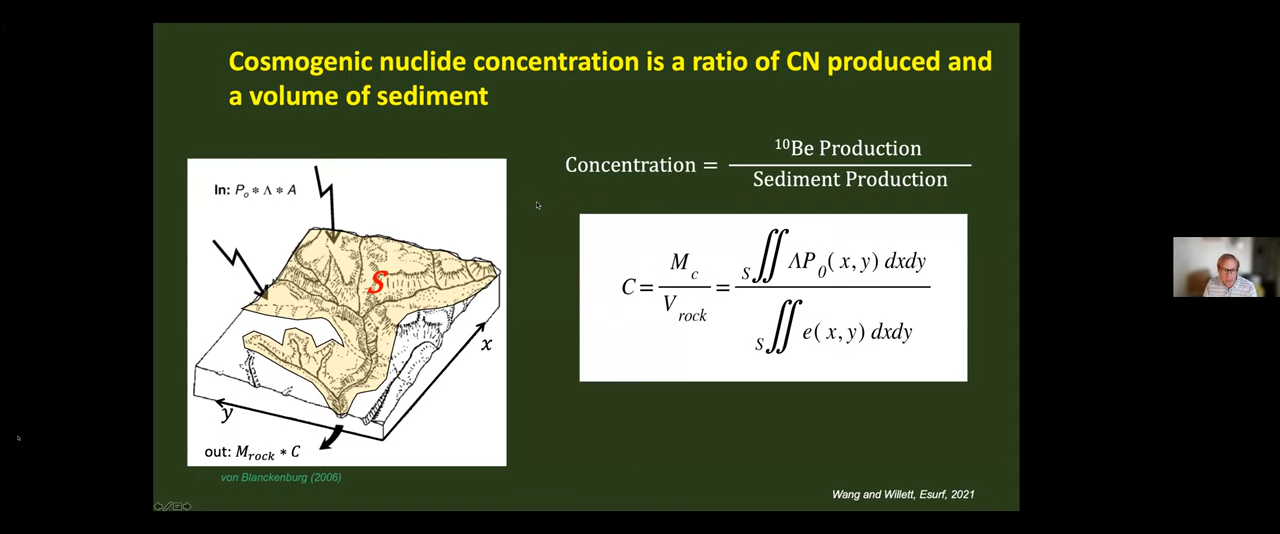 Cosmogenic nuclide concentration is a ratio of CN produced and
a volume of sediment
In: Pₒ * Λ * A
S
x
y
out: M_rock * C
von Blanckenburg (2006)
Concentration = ¹⁰Be Production / Sediment Production
C = M_c / V_rock = ∬_S ΛP₀(x, y) dxdy / ∬_S e(x, y) dxdy
Wang and Willett, Esurf, 2021